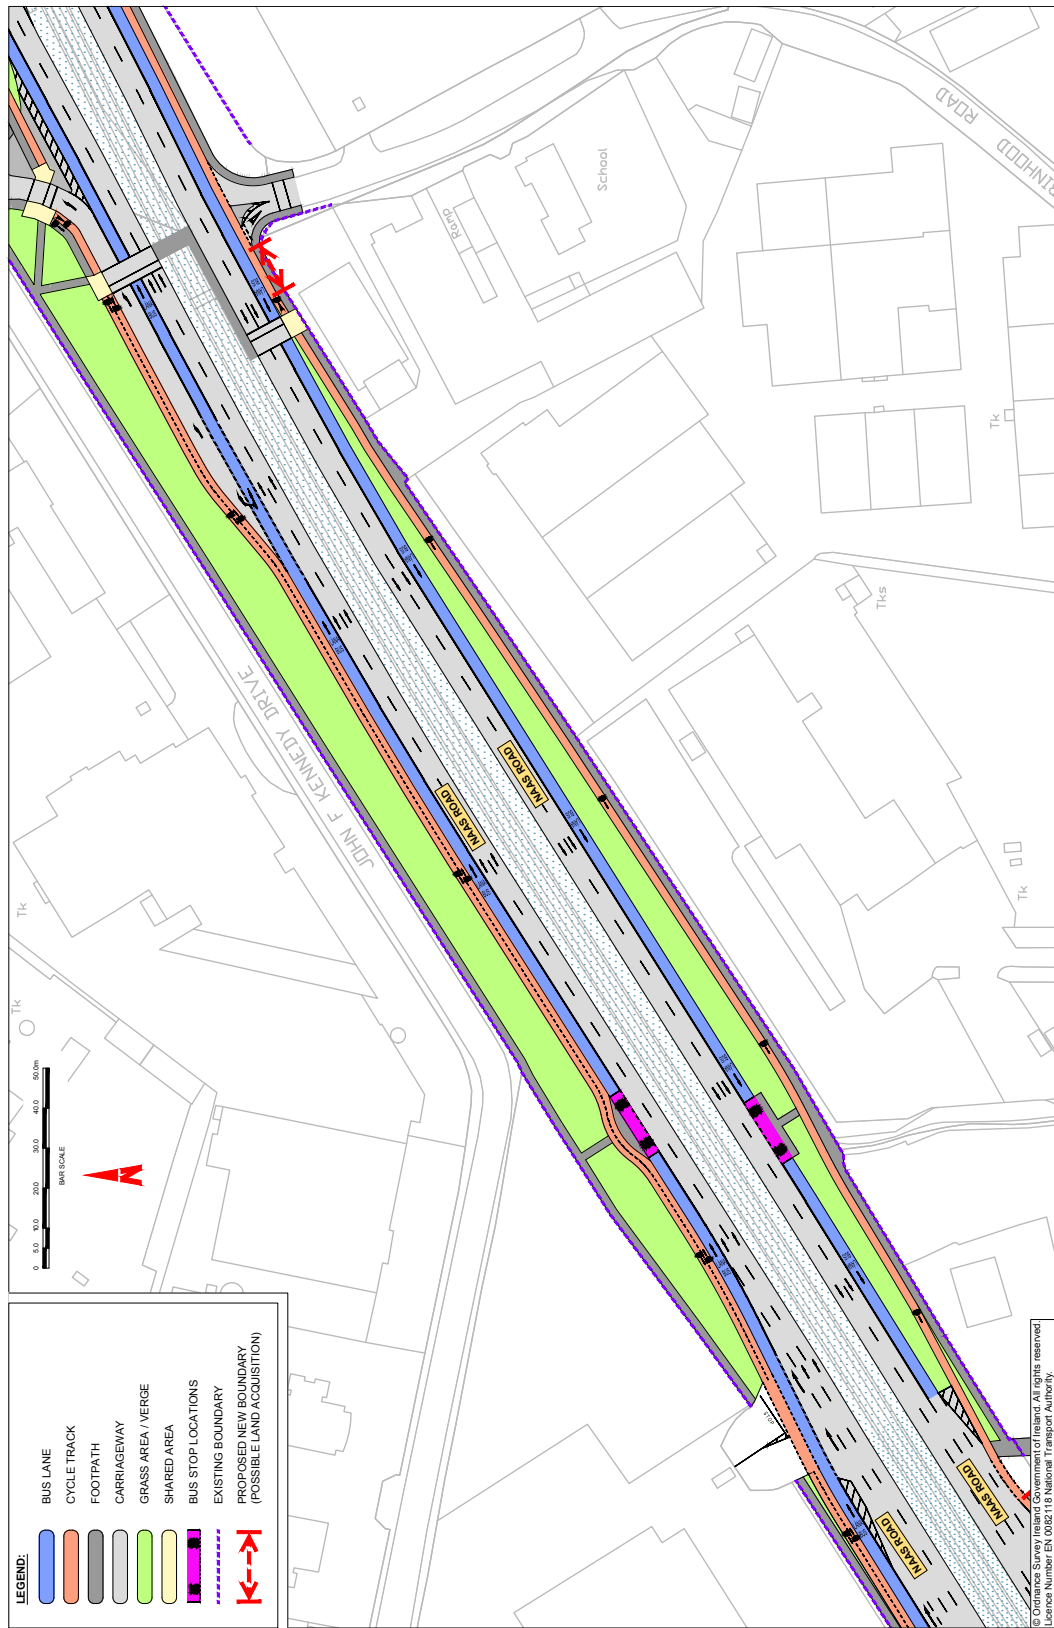 LEGEND:
BUS LANE
CYCLE TRACK
FOOTPATH
CARRIAGEWAY
GRASS AREA / VERGE
SHARED AREA
BUS STOP LOCATIONS
EXISTING BOUNDARY
PROPOSED NEW BOUNDARY
(POSSIBLE LAND ACQUISITION)
0 5.0 10.0 20.0 30.0 40.0 50.0m
BAR SCALE
N
Tk
Tk
JOHN F KENNEDY DRIVE
NAAS ROAD
NAAS ROAD
NAAS ROAD
NAAS ROAD
School
Ramp
ROAD
Tk
Tks
Tk
© Ordnance Survey Ireland Government of Ireland. All rights reserved.
Licence Number EN 0082118 National Transport Authority.